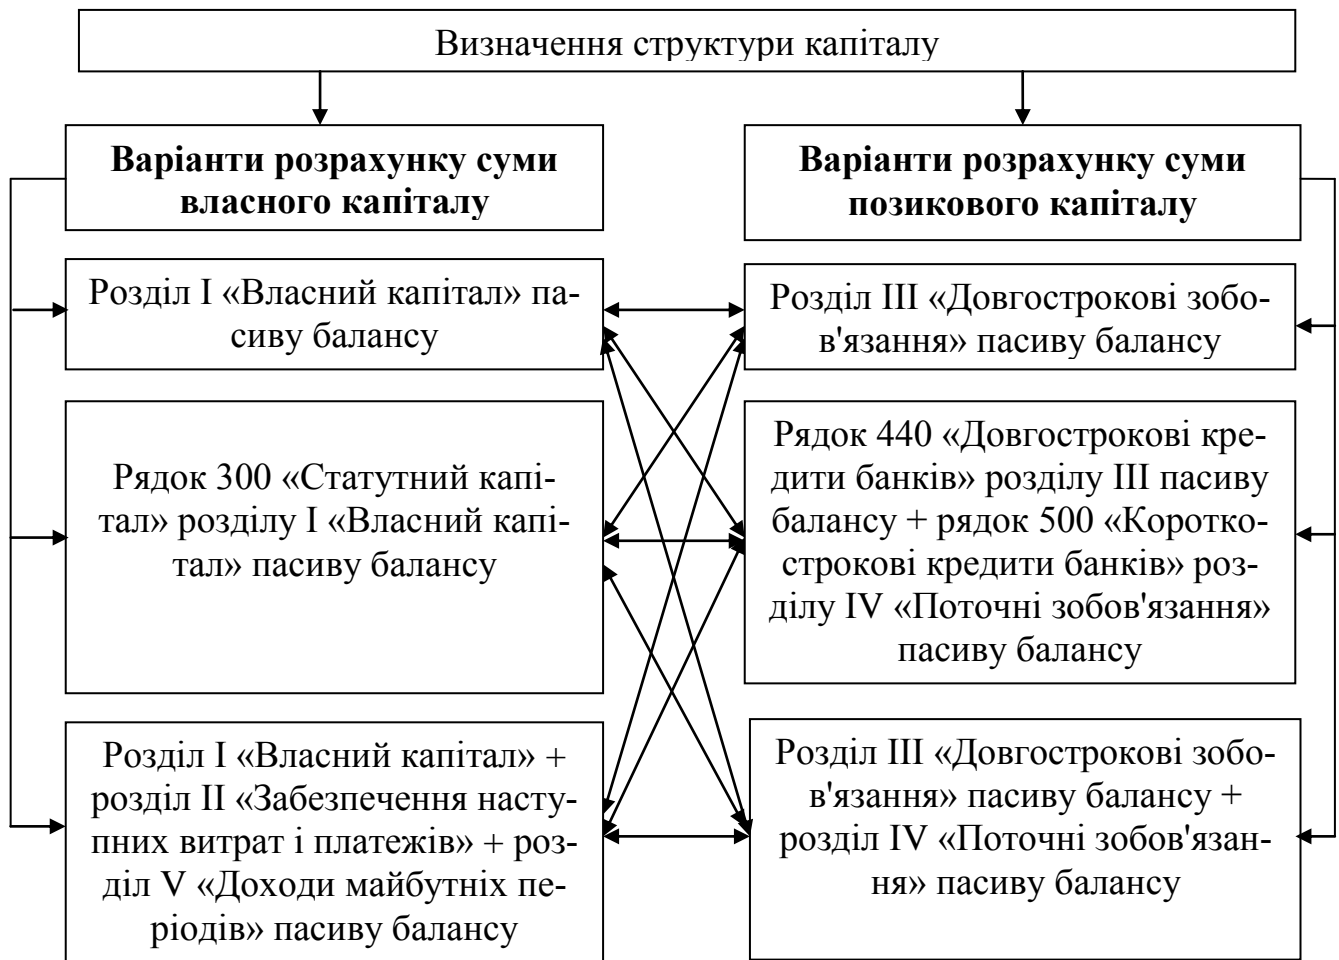 Визначення структури капіталу
Варіанти розрахунку суми
власного капіталу
Варіанти розрахунку суми
позикового капіталу
Розділ І «Власний капітал» па-
сиву балансу
Розділ ІІІ «Довгострокові зобо-
в'язання» пасиву балансу
Рядок 300 «Статутний капі-
тал» розділу І «Власний капі-
тал» пасиву балансу
Рядок 440 «Довгострокові кре-
дити банків» розділу ІІІ пасиву
балансу + рядок 500 «Коротко-
строкові кредити банків» роз-
ділу IV «Поточні зобов'язання»
пасиву балансу
Розділ І «Власний капітал» +
розділ ІІ «Забезпечення насту-
пних витрат і платежів» + роз-
діл V «Доходи майбутніх пе-
ріодів» пасиву балансу
Розділ ІІІ «Довгострокові зобо-
в'язання» пасиву балансу +
розділ IV «Поточні зобов'язан-
ня» пасиву балансу